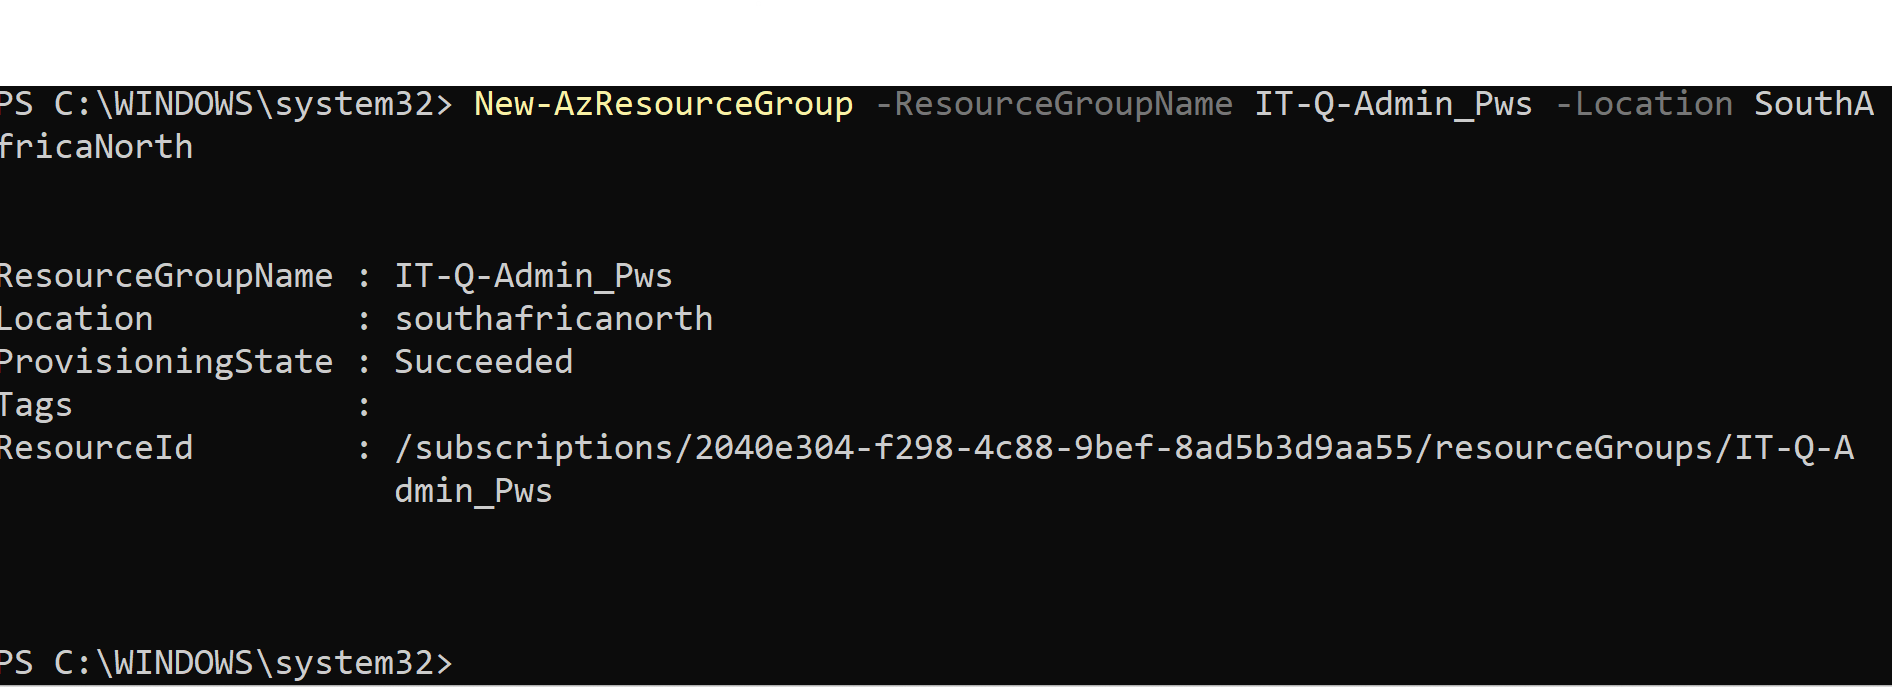 PS C:\WINDOWS\system32> New-AzResourceGroup -ResourceGroupName IT-Q-Admin_Pws -Location SouthA
fricaNorth
ResourceGroupName : IT-Q-Admin_Pws
Location          : southafricanorth
ProvisioningState : Succeeded
Tags              :
ResourceId        : /subscriptions/2040e304-f298-4c88-9bef-8ad5b3d9aa55/resourceGroups/IT-Q-A
                    dmin_Pws
PS C:\WINDOWS\system32>